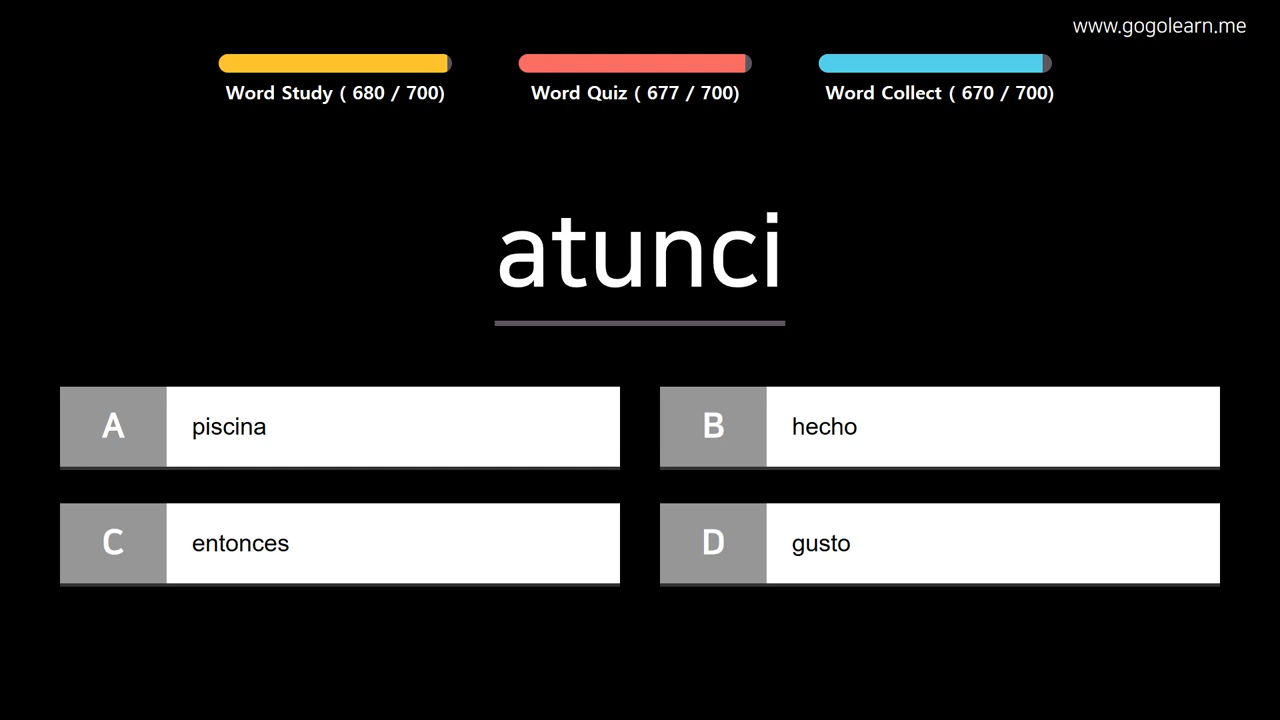 www.gogolearn.me
Word Study ( 680 / 700)
Word Quiz ( 677 / 700)
Word Collect ( 670 / 700)
atunci
A piscina
B hecho
C entonces
D gusto